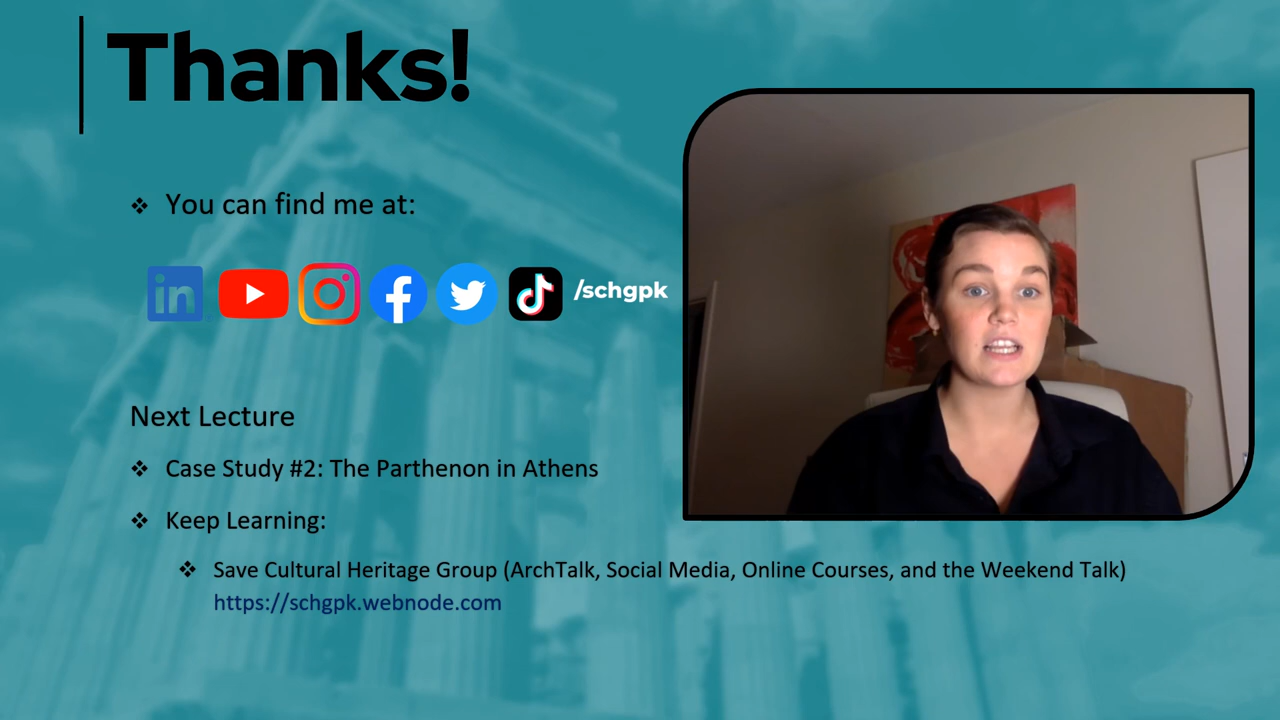 Thanks!
You can find me at:
in
/schgpk
Next Lecture
Case Study #2: The Parthenon in Athens
Keep Learning:
Save Cultural Heritage Group (ArchTalk, Social Media, Online Courses, and the Weekend Talk)
https://schgpk.webnode.com